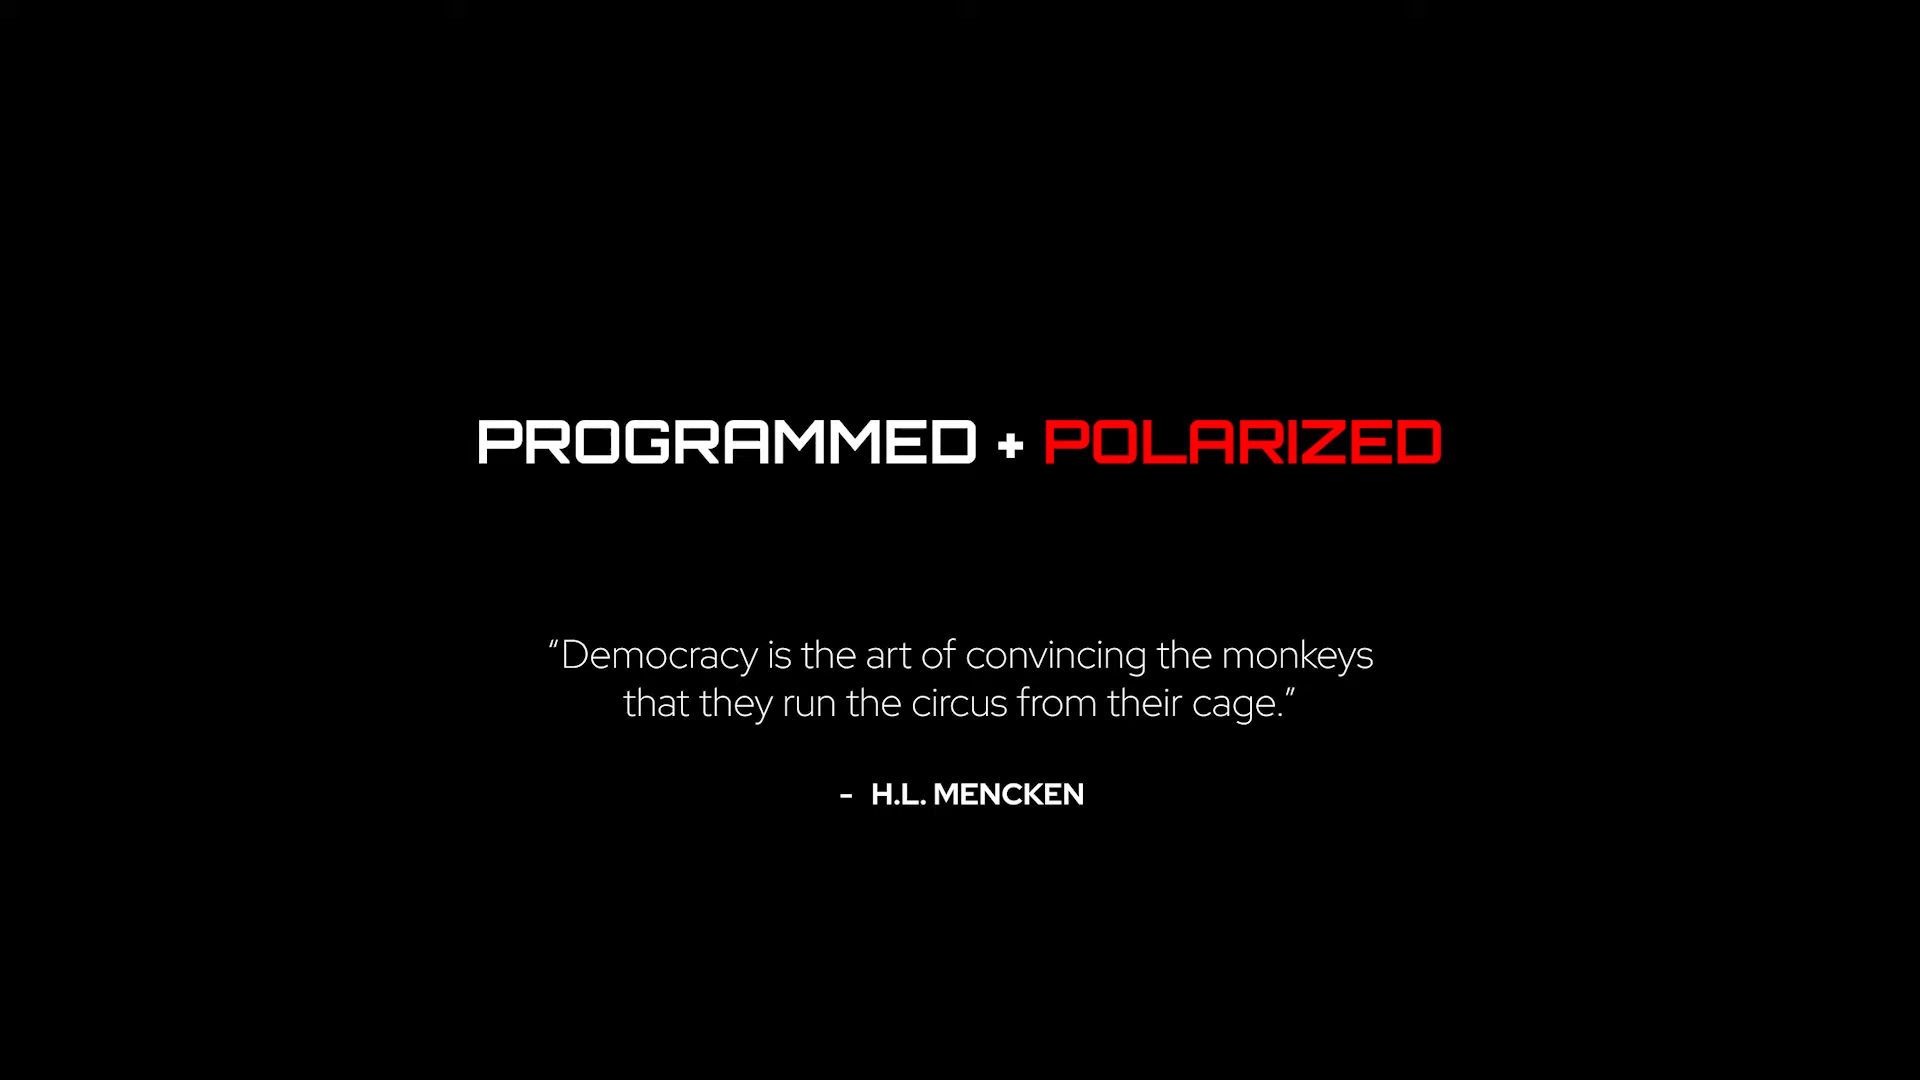 PROGRAMMED + POLARIZED
“Democracy is the art of convincing the monkeys
that they run the circus from their cage.”
- H.L. MENCKEN